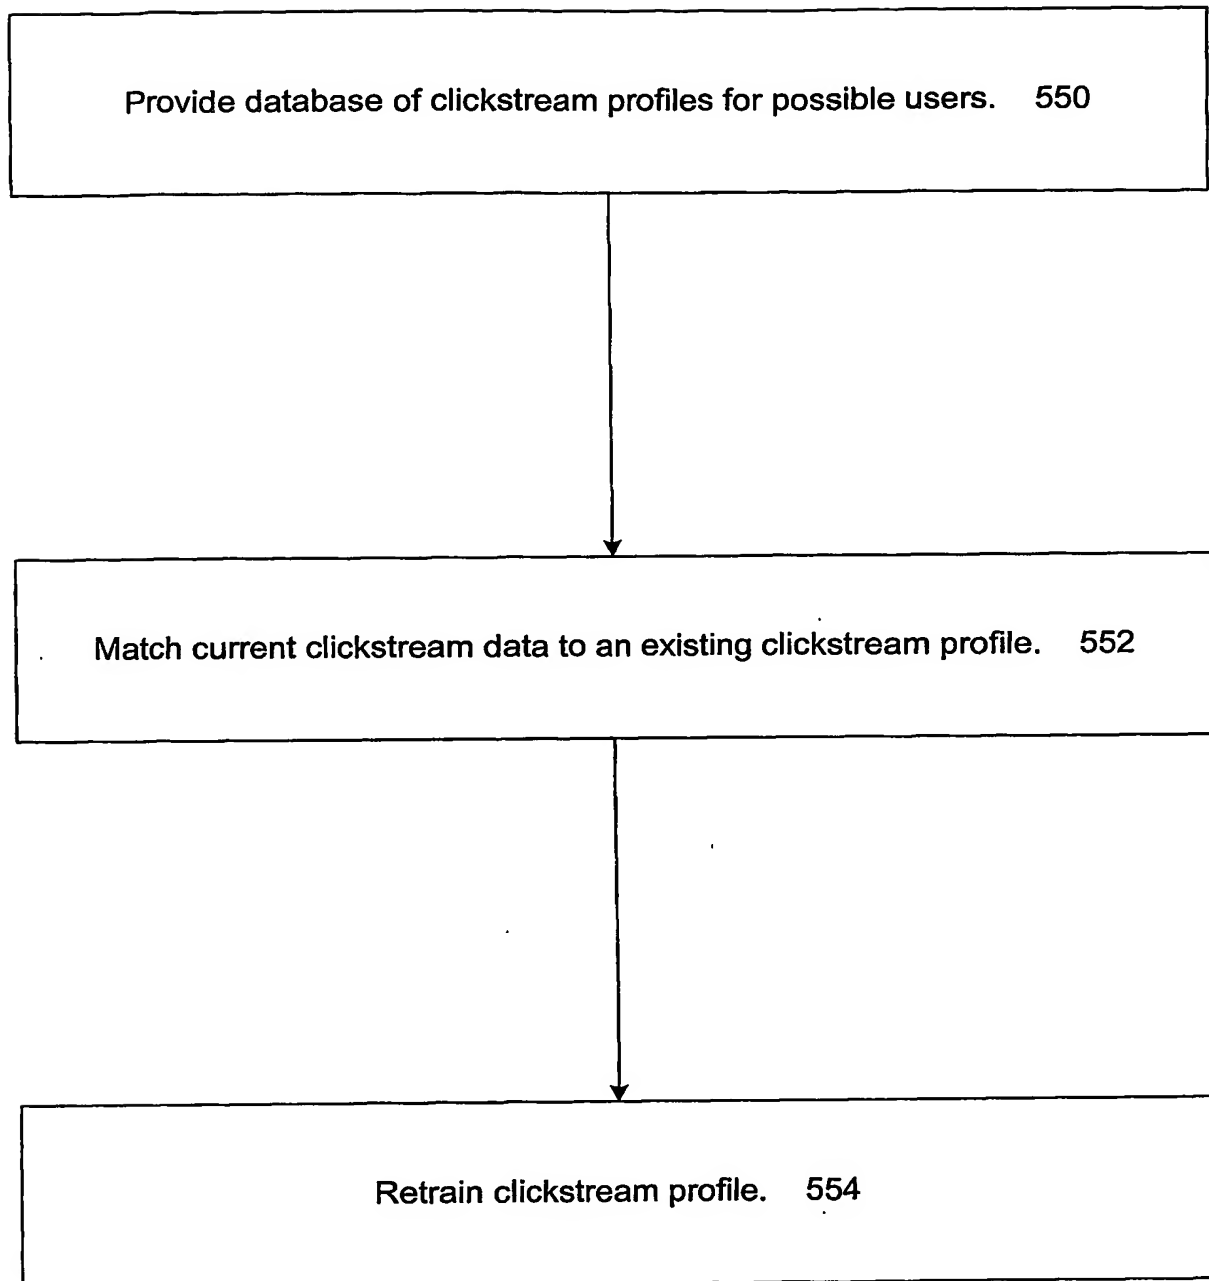 Provide database of clickstream profiles for possible users. 550
Match current clickstream data to an existing clickstream profile. 552
Retrain clickstream profile. 554